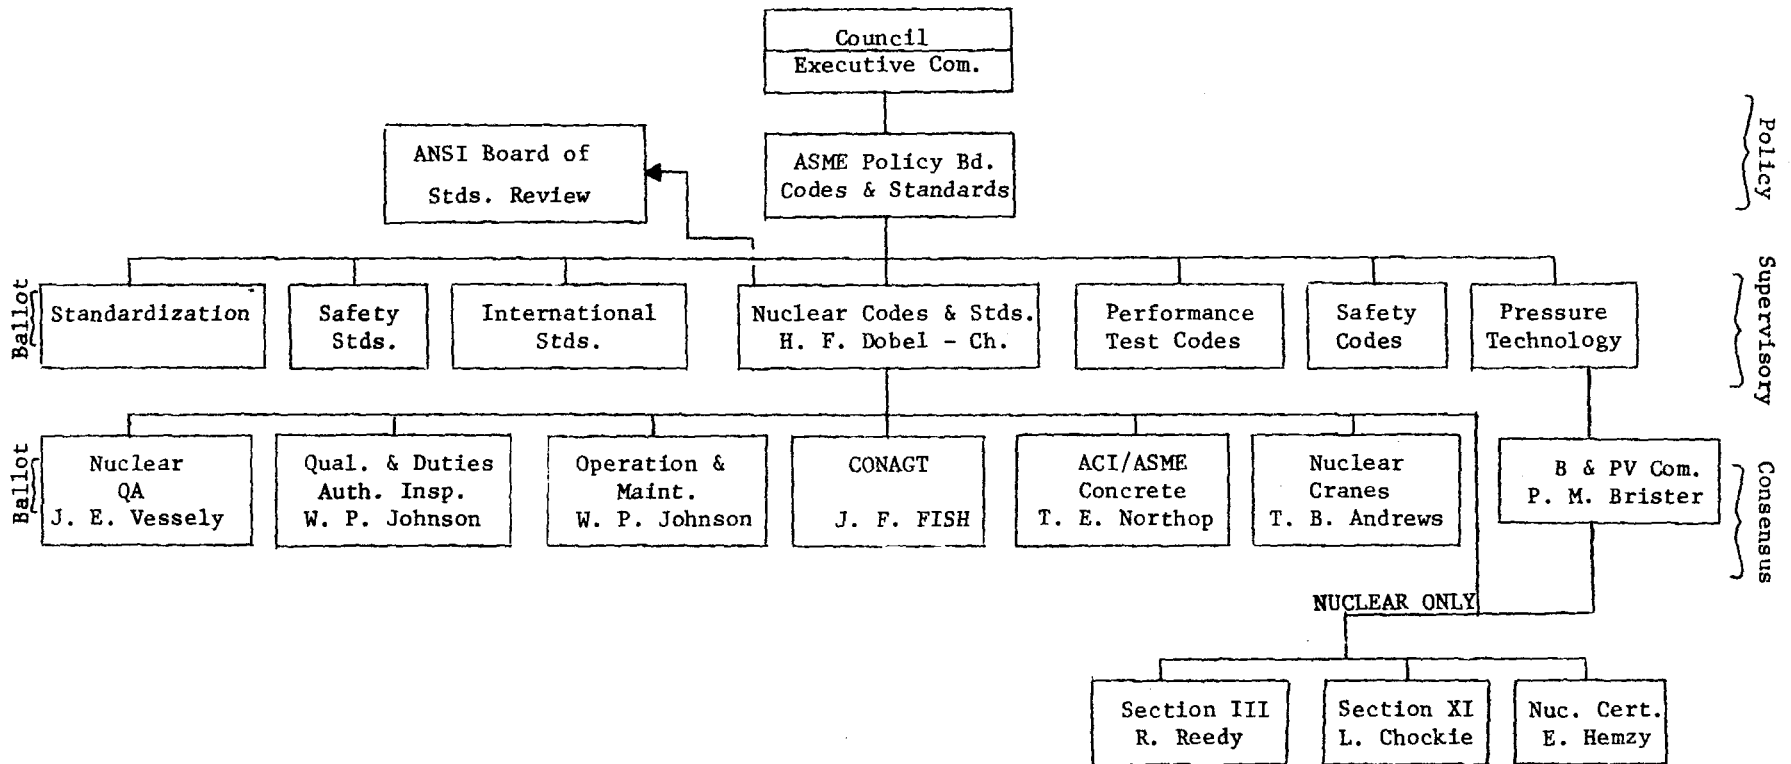 Council
Executive Com.
ANSI Board of
Stds. Review
ASME Policy Bd.
Codes & Standards
Policy
Ballot
Standardization
Safety
Stds.
International
Stds.
Nuclear Codes & Stds.
H. F. Dobel - Ch.
Performance
Test Codes
Safety
Codes
Pressure
Technology
Supervisory
Ballot
Nuclear
QA
J. E. Vessely
Qual. & Duties
Auth. Insp.
W. P. Johnson
Operation &
Maint.
W. P. Johnson
CONAGT
J. F. FISH
ACI/ASME
Concrete
T. E. Northop
Nuclear
Cranes
T. B. Andrews
B & PV Com.
P. M. Brister
Consensus
NUCLEAR ONLY
Section III
R. Reedy
Section XI
L. Chockie
Nuc. Cert.
E. Hemzy